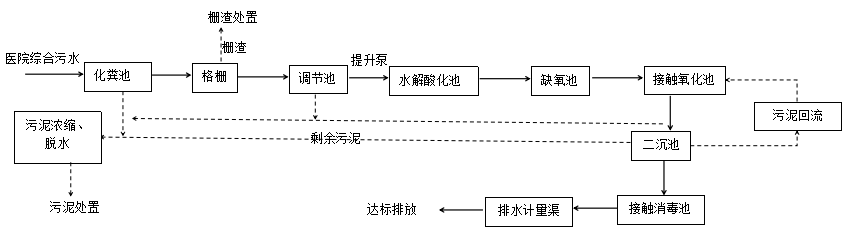 栅渣处置
栅渣
医院综合污水
提升泵
化粪池
格栅
调节池
水解酸化池
缺氧池
接触氧化池
污泥浓缩、
脱水
剩余污泥
二沉池
污泥回流
污泥处置
达标排放
排水计量渠
接触消毒池